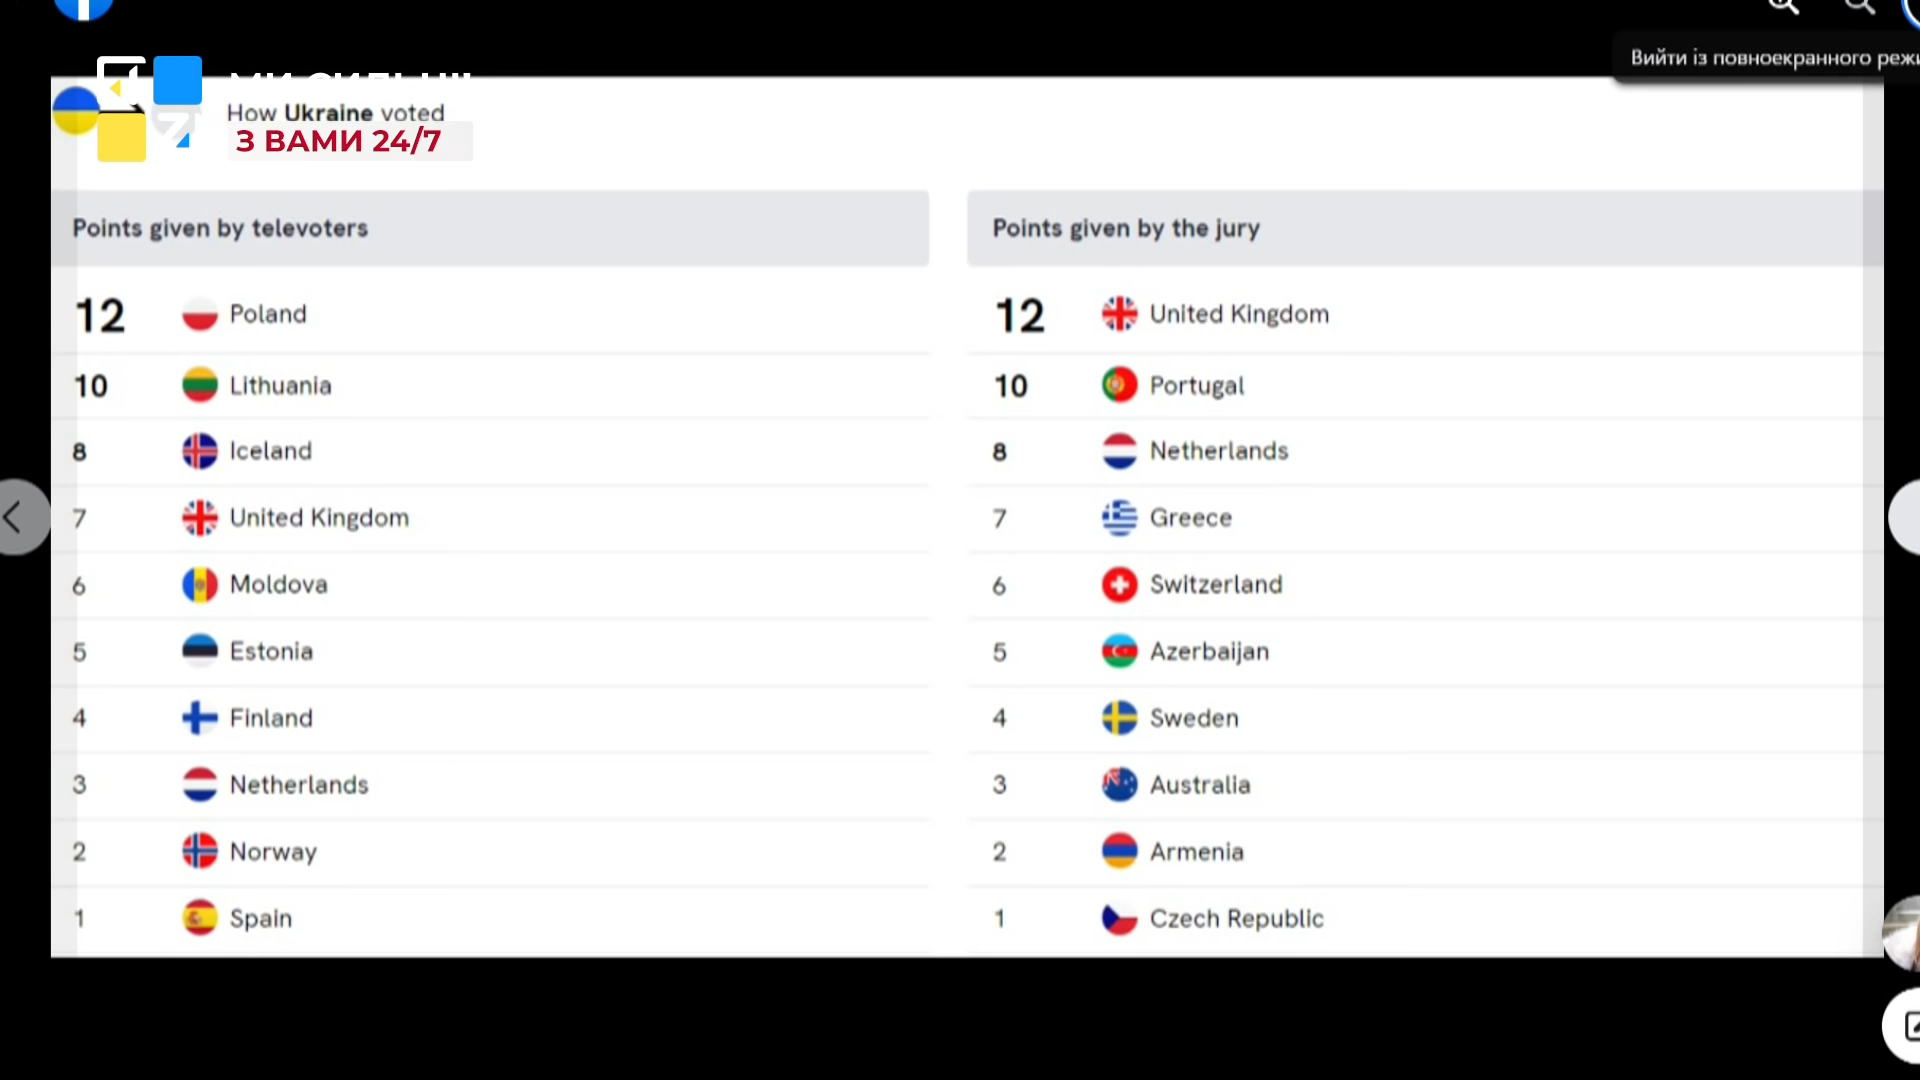 Вийти із повноекранного
МИ СИЛЬНІ!
How Ukraine voted
З ВАМИ 24/7
Points given by televoters
12 Poland
10 Lithuania
8 Iceland
7 United Kingdom
6 Moldova
5 Estonia
4 Finland
3 Netherlands
2 Norway
1 Spain
Points given by the jury
12 United Kingdom
10 Portugal
8 Netherlands
7 Greece
6 Switzerland
5 Azerbaijan
4 Sweden
3 Australia
2 Armenia
1 Czech Republic